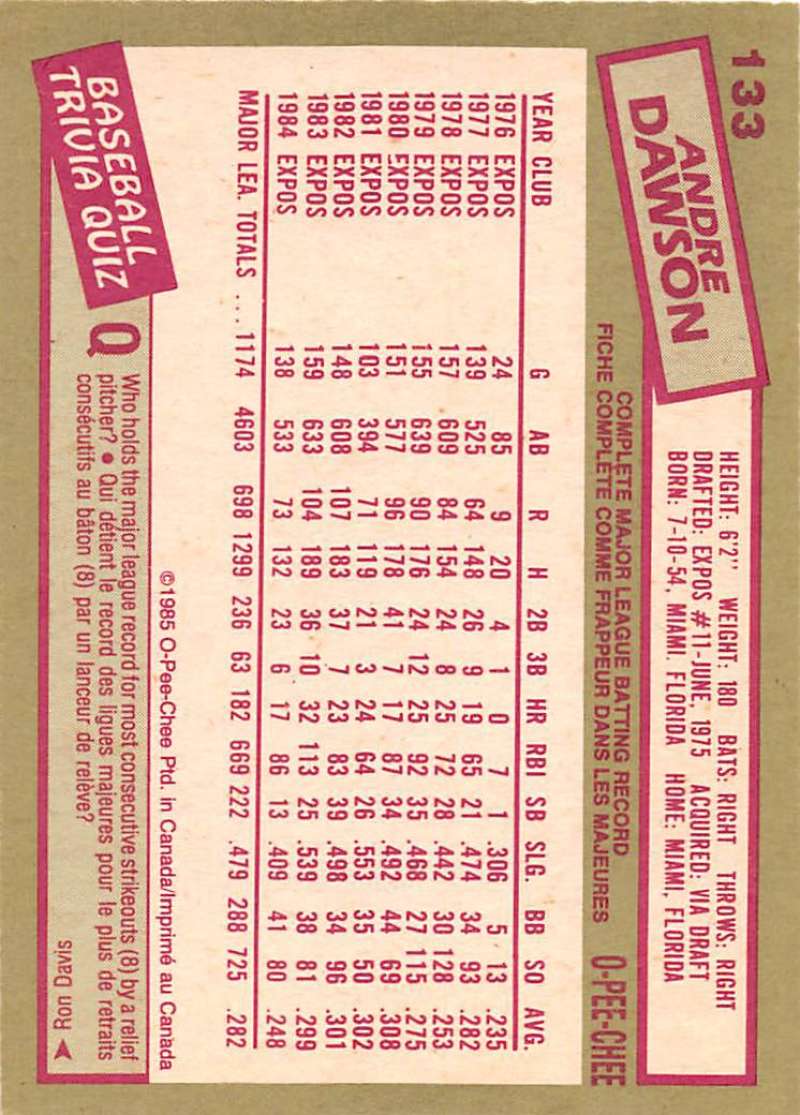 133
ANDRE
DAWSON
HEIGHT: 6'2" WEIGHT: 180 BATS: RIGHT THROWS: RIGHT
DRAFTED: EXPOS #11-JUNE, 1975 ACQUIRED: VIA DRAFT
BORN: 7-10-54, MIAMI, FLORIDA HOME: MIAMI, FLORIDA
COMPLETE MAJOR LEAGUE BATTING RECORD
FICHE COMPLÈTE COMME FRAPPEUR DANS LES MAJEURES
O-PEE-CHEE
YEAR CLUB G AB R H 2B 3B HR RBI SB SLG. BB SO AVG.
1976 EXPOS 24 85 9 20 4 1 0 7 1 .306 5 13 .235
1977 EXPOS 139 525 64 148 26 9 19 65 21 .474 34 93 .282
1978 EXPOS 157 609 84 154 24 8 25 72 28 .442 30 128 .253
1979 EXPOS 155 639 90 176 24 12 25 92 35 .468 27 115 .275
1980 EXPOS 151 577 96 178 41 7 17 87 34 .492 44 69 .308
1981 EXPOS 103 394 71 119 21 3 24 64 26 .553 35 50 .302
1982 EXPOS 148 608 107 183 37 7 23 83 39 .498 34 96 .301
1983 EXPOS 159 633 104 189 36 10 32 113 25 .539 38 81 .299
1984 EXPOS 138 533 73 132 23 6 17 86 13 .409 41 80 .248
MAJOR LEA. TOTALS ... 1174 4603 698 1299 236 63 182 669 222 .479 288 725 .282
©1985 O-Pee-Chee Ptd. in Canada/Imprimé au Canada
BASEBALL
TRIVIA QUIZ
Q
Who holds the major league record for most consecutive strikeouts (8) by a relief
pitcher? • Qui détient le record des ligues majeures pour le plus de retraits
consécutifs au bâton (8) par un lanceur de relève?
Ron Davis